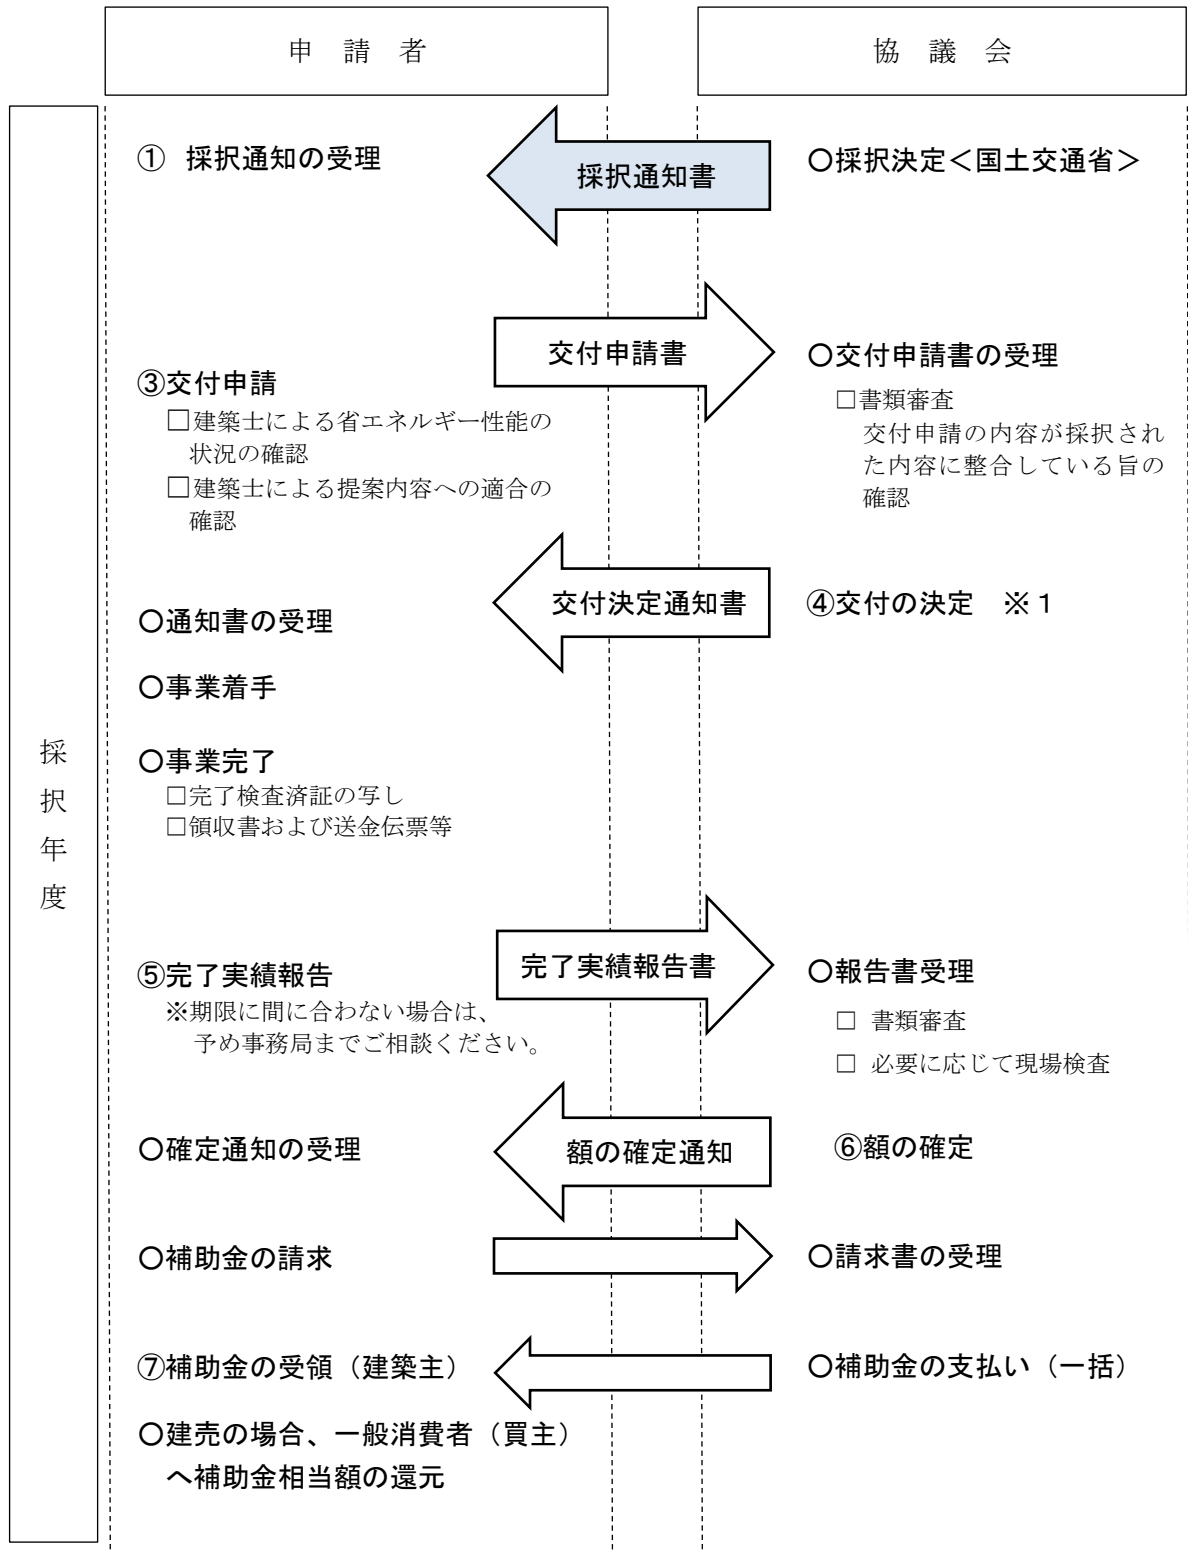 申 請 者
協 議 会
採択年度
① 採択通知の受理
採択通知書
〇採択決定＜国土交通省＞
交付申請書
〇交付申請書の受理
□書類審査
交付申請の内容が採択され
た内容に整合している旨の
確認
③交付申請
□建築士による省エネルギー性能の
状況の確認
□建築士による提案内容への適合の
確認
交付決定通知書
④交付の決定 ※１
〇通知書の受理
〇事業着手
〇事業完了
□完了検査済証の写し
□領収書および送金伝票等
⑤完了実績報告
※期限に間に合わない場合は、
予め事務局までご相談ください。
完了実績報告書
〇報告書受理
□ 書類審査
□ 必要に応じて現場検査
〇確定通知の受理
額の確定通知
⑥額の確定
〇補助金の請求
〇請求書の受理
⑦補助金の受領（建築主）
〇補助金の支払い（一括）
〇建売の場合、一般消費者（買主）
へ補助金相当額の還元